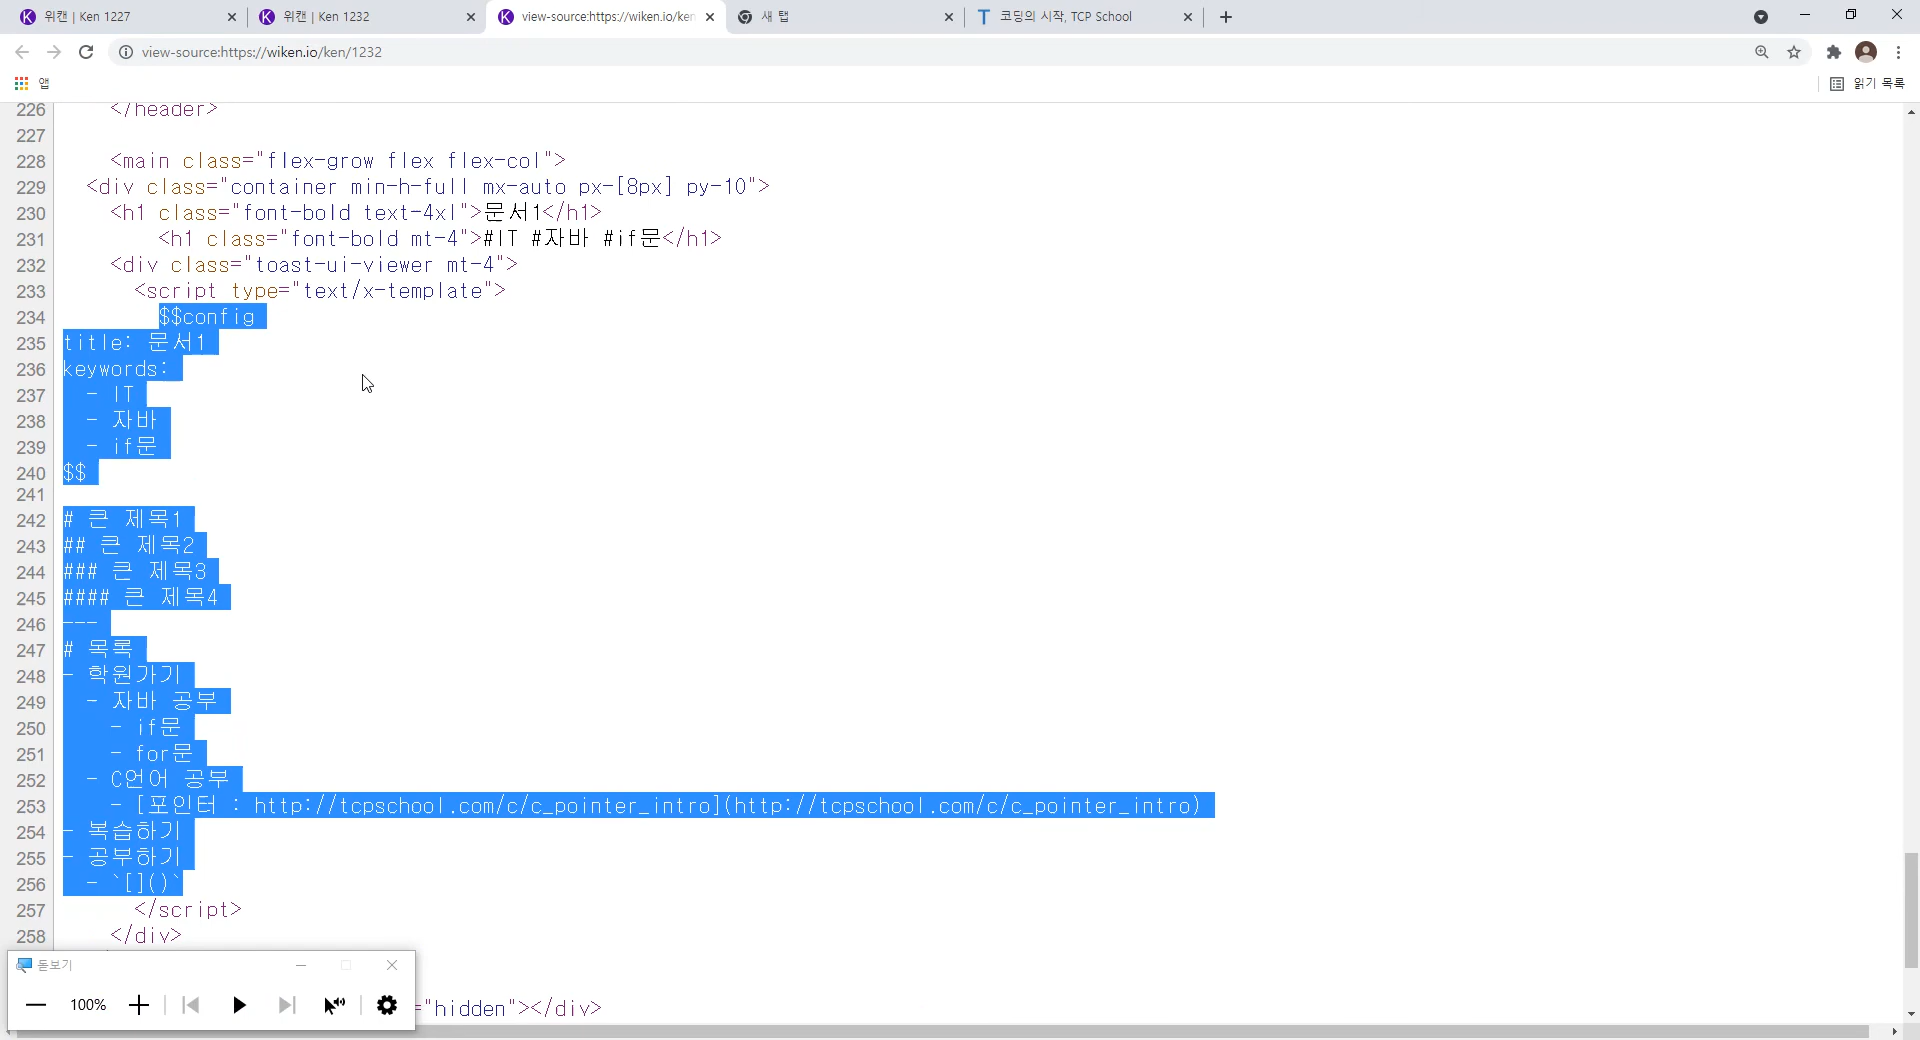 위캔 | Ken 1227
위캔 | Ken 1232
view-source:https://wiken.io/ken
새 탭
코딩의 시작, TCP School
view-source:https://wiken.io/ken/1232
앱
읽기 목록
226 </header>
227
228 <main class="flex-grow flex flex-col">
229 <div class="container min-h-full mx-auto px-[8px] py-10">
230 <h1 class="font-bold text-4xl">문서1</h1>
231 <h1 class="font-bold mt-4">#IT #자바 #if문</h1>
232 <div class="toast-ui-viewer mt-4">
233 <script type="text/x-template">
234 $$config
235 title: 문서1
236 keywords:
237 - IT
238 - 자바
239 - if문
240 $$
241
242 # 큰 제목1
243 ## 큰 제목2
244 ### 큰 제목3
245 #### 큰 제목4
246 ---
247 # 목록
248 - 학원가기
249 - 자바 공부
250 - if문
251 - for문
252 - C언어 공부
253 - [포인터 : http://tcpschool.com/c/c_pointer_intro](http://tcpschool.com/c/c_pointer_intro)
254 - 복습하기
255 - 공부하기
256 - `[]()`
257 </script>
258 </div>
돋보기
100%
="hidden"></div>